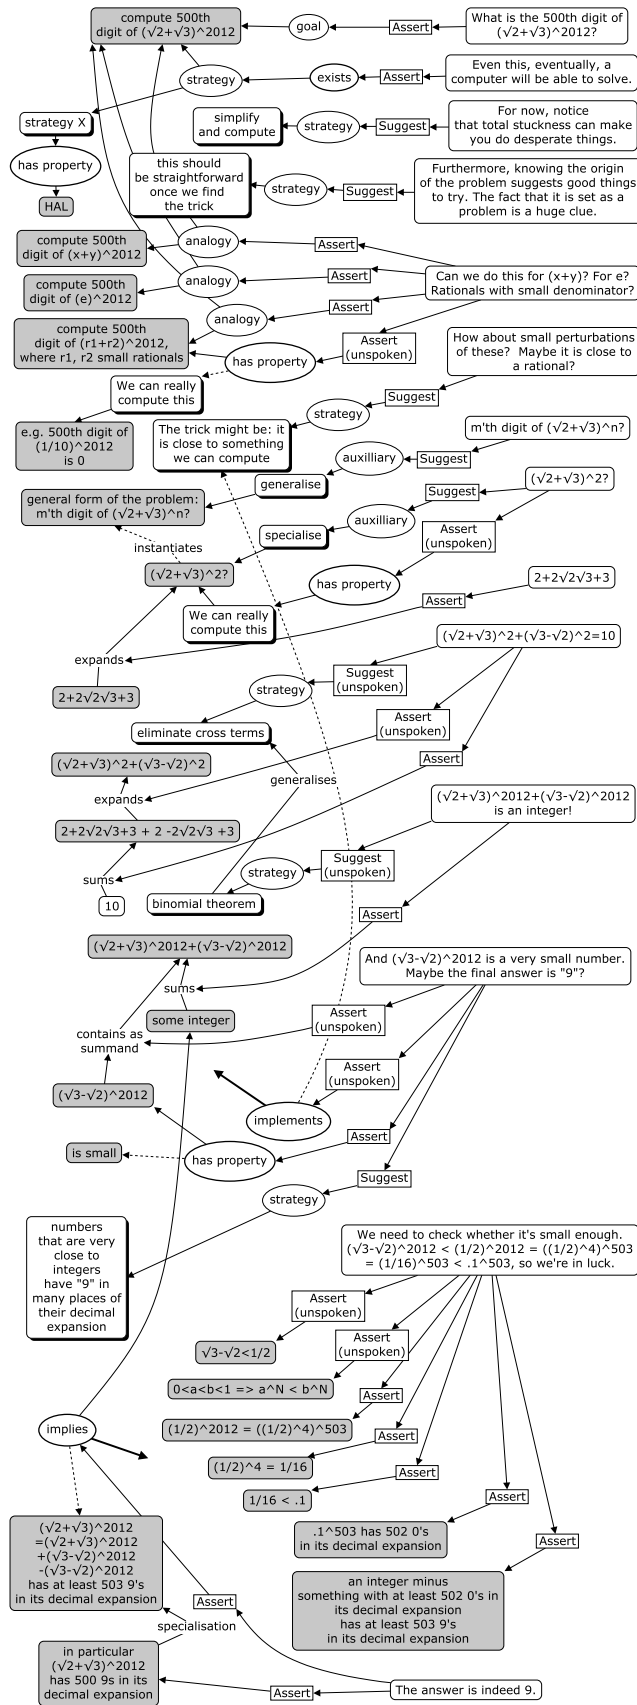 compute 500th
digit of (√2+√3)^2012
goal
Assert
What is the 500th digit of
(√2+√3)^2012?
strategy
exists
Assert
Even this, eventually, a
computer will be able to solve.
strategy X
simplify
and compute
strategy
Suggest
For now, notice
that total stuckness can make
you do desperate things.
has property
HAL
this should
be straightforward
once we find
the trick
strategy
Suggest
Furthermore, knowing the origin
of the problem suggests good things
to try. The fact that it is set as a
problem is a huge clue.
compute 500th
digit of (x+y)^2012
analogy
Assert
compute 500th
digit of (e)^2012
analogy
Assert
Can we do this for (x+y)? For e?
Rationals with small denominator?
analogy
Assert
compute 500th
digit of (r1+r2)^2012,
where r1, r2 small rationals
has property
Assert
(unspoken)
How about small perturbations
of these?  Maybe it is close to
a rational?
We can really
compute this
Suggest
strategy
e.g. 500th digit of
(1/10)^2012
is 0
The trick might be: it
is close to something
we can compute
m'th digit of (√2+√3)^n?
auxilliary
Suggest
generalise
general form of the problem:
m'th digit of (√2+√3)^n?
(√2+√3)^2?
Suggest
auxilliary
specialise
Assert
(unspoken)
instantiates
(√2+√3)^2?
has property
2+2√2√3+3
Assert
We can really
compute this
expands
(√2+√3)^2+(√3-√2)^2=10
2+2√2√3+3
Suggest
(unspoken)
strategy
eliminate cross terms
Assert
(unspoken)
Assert
(√2+√3)^2+(√3-√2)^2
generalises
expands
(√2+√3)^2012+(√3-√2)^2012
is an integer!
2+2√2√3+3 + 2 -2√2√3 +3
Suggest
(unspoken)
strategy
sums
10
binomial theorem
Assert
(√2+√3)^2012+(√3-√2)^2012
And (√3-√2)^2012 is a very small number.
Maybe the final answer is "9"?
sums
some integer
Assert
(unspoken)
contains as
summand
Assert
(unspoken)
(√3-√2)^2012
implements
Assert
is small
has property
Suggest
strategy
numbers
that are very
close to
integers
have "9" in
many places of
their decimal
expansion
We need to check whether it's small enough.
(√3-√2)^2012 < (1/2)^2012 = ((1/2)^4)^503
= (1/16)^503 < .1^503, so we're in luck.
Assert
(unspoken)
√3-√2<1/2
Assert
(unspoken)
0<a<b<1 => a^N < b^N
Assert
(1/2)^2012 = ((1/2)^4)^503
implies
Assert
(1/2)^4 = 1/16
Assert
1/16 < .1
Assert
.1^503 has 502 0's
in its decimal expansion
Assert
(√2+√3)^2012
=(√2+√3)^2012
+(√3-√2)^2012
-(√3-√2)^2012
has at least 503 9's
in its decimal expansion
an integer minus
something with at least 502 0's in
its decimal expansion
has at least 503 9's
in its decimal expansion
Assert
specialisation
in particular
(√2+√3)^2012
has 500 9s in its
decimal expansion
Assert
The answer is indeed 9.